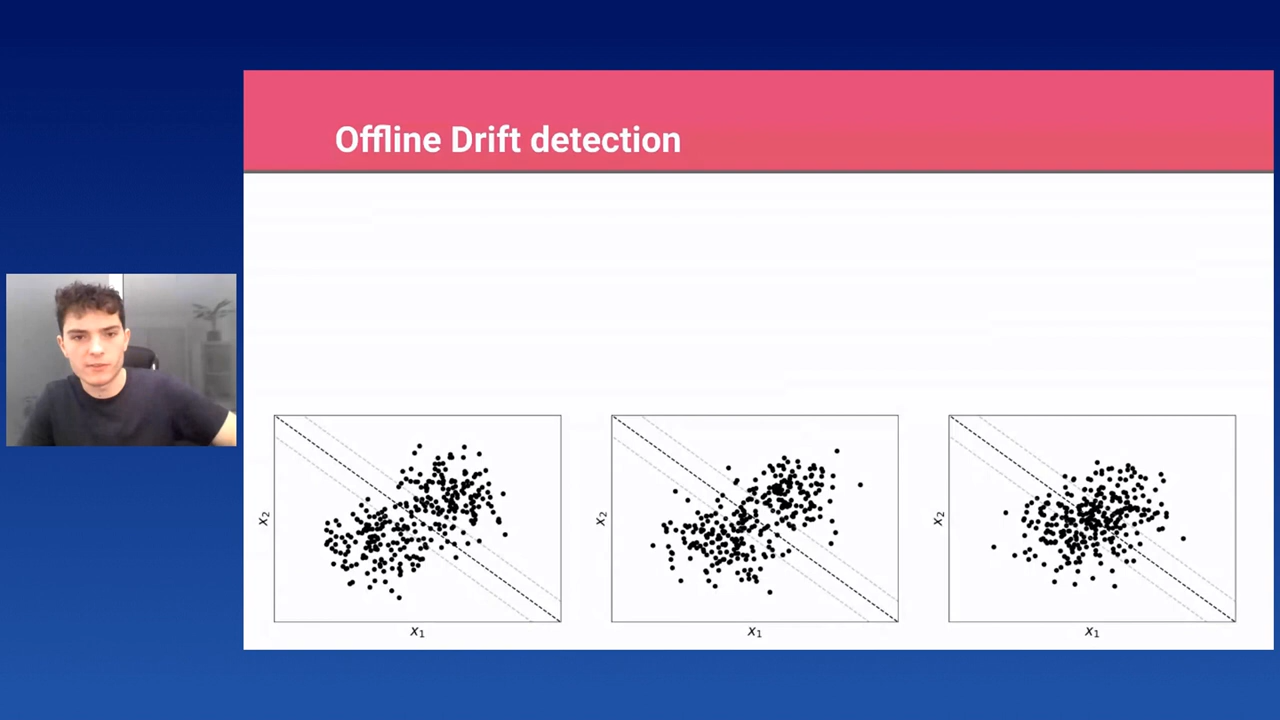 Offline Drift detection
x₂
x₁
x₂
x₁
x₂
x₁